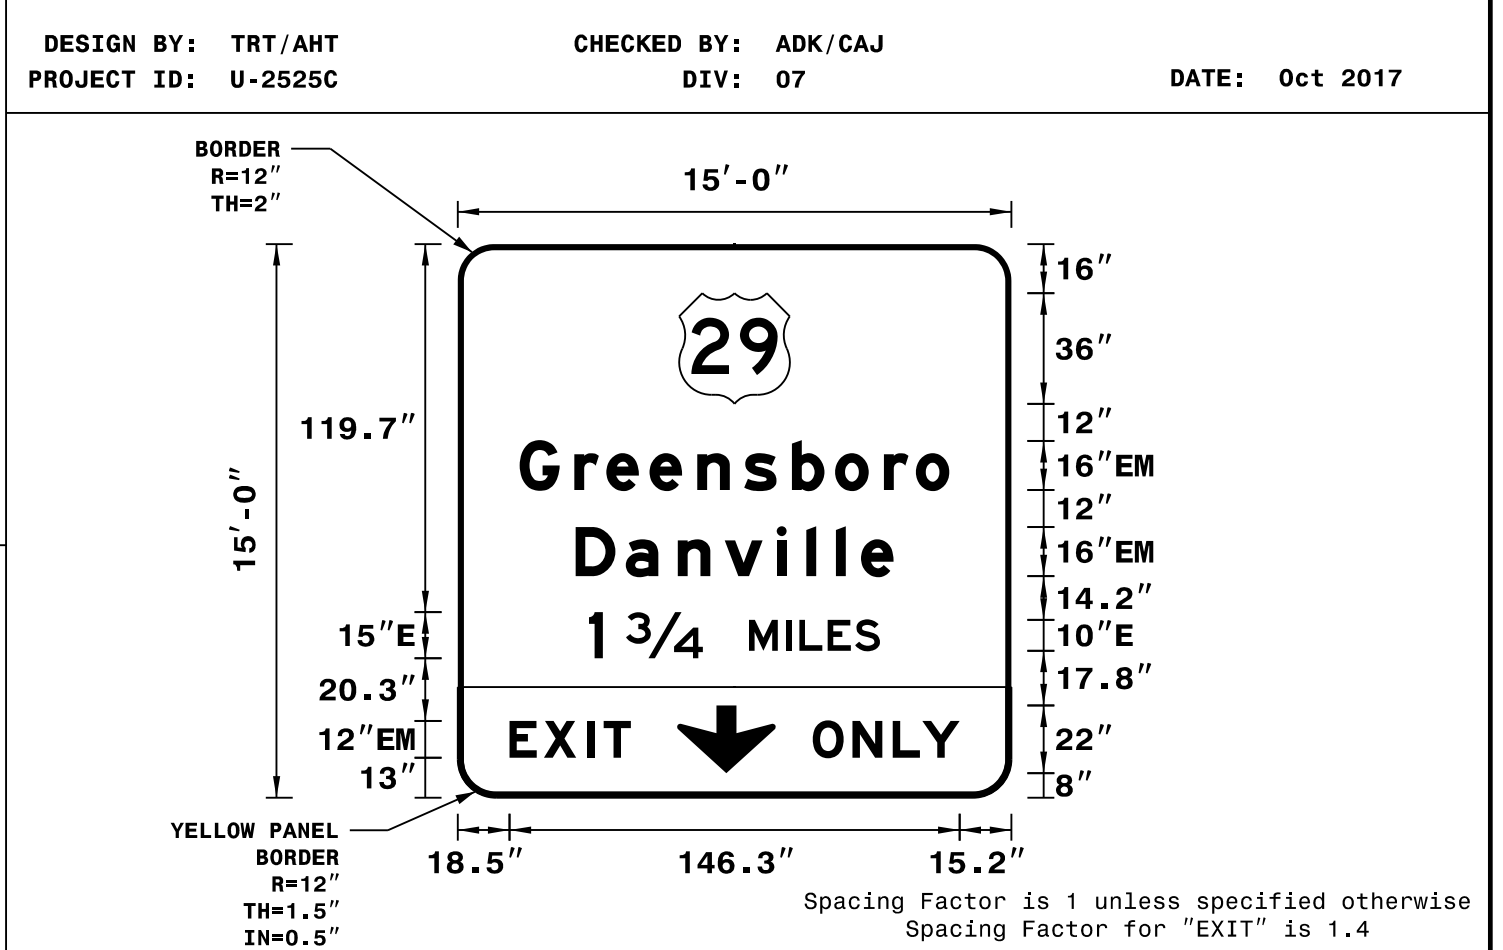 DESIGN BY: TRT/AHT CHECKED BY: ADK/CAJ
PROJECT ID: U-2525C DIV: 07 DATE: Oct 2017
BORDER
R=12"
TH=2"
15'-0"
15'-0"
119.7"
15"E
20.3"
12"EM
13"
29
Greensboro
Danville
1 3/4 MILES
EXIT ONLY
16"
36"
12"
16"EM
12"
16"EM
14.2"
10"E
17.8"
22"
8"
YELLOW PANEL
BORDER
R=12"
TH=1.5"
IN=0.5"
18.5" 146.3" 15.2"
Spacing Factor is 1 unless specified otherwise
Spacing Factor for "EXIT" is 1.4